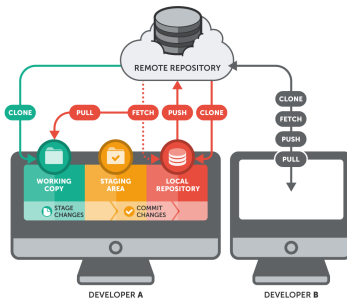 REMOTE REPOSITORY
CLONE
PULL
FETCH
PUSH
CLONE
CLONE
FETCH
PUSH
PULL
WORKING
COPY
STAGING
AREA
LOCAL
REPOSITORY
STAGE
CHANGES
COMMIT
CHANGES
DEVELOPER A
DEVELOPER B